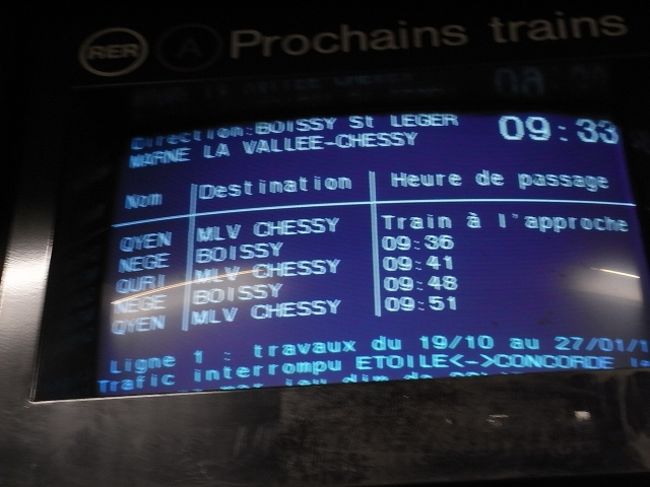 RER A Prochains trains
Direction:BOISSY St LEGER 09:33
MARNE LA VALLEE-CHESSY
Nom Destination Heure de passage
QYEN MLV CHESSY Train à l'approche
NEGE BOISSY 09:36
QURI MLV CHESSY 09:41
NEGE BOISSY 09:48
QYEN MLV CHESSY 09:51
Ligne 1 : travaux du 19/10 au 27/01/1
Trafic interrompu ETOILE<->CONCORDE